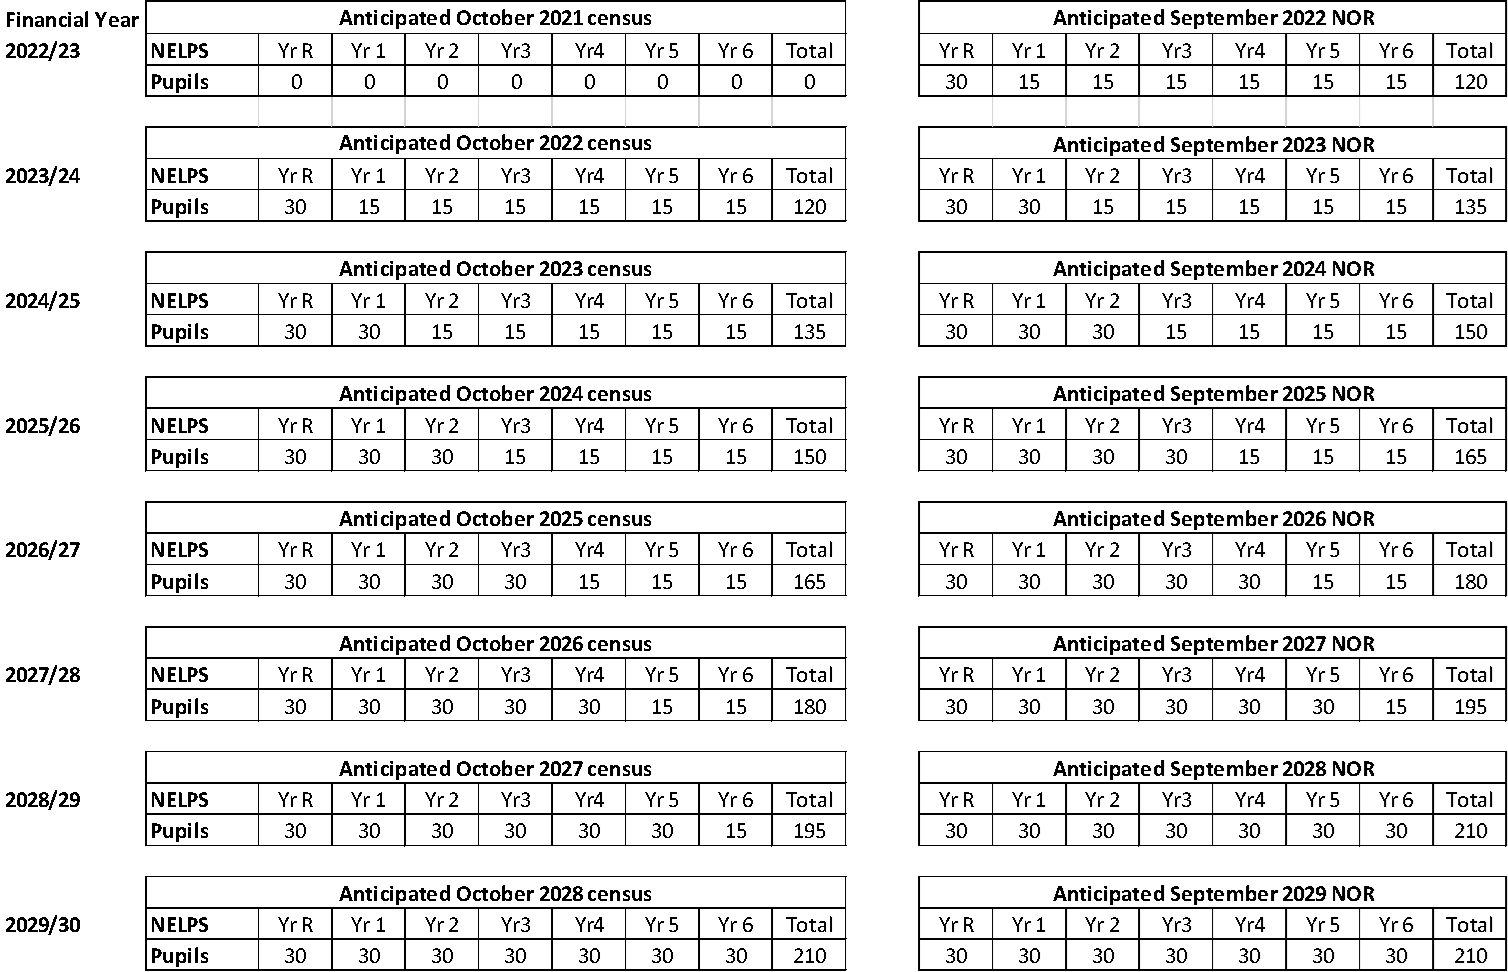 Financial Year Anticipated October 2021 census Anticipated September 2022 NOR
2022/23 NELPS Yr R Yr 1 Yr 2 Yr3 Yr4 Yr 5 Yr 6 Total Yr R Yr 1 Yr 2 Yr3 Yr4 Yr 5 Yr 6 Total
Pupils 0 0 0 0 0 0 0 0 30 15 15 15 15 15 15 120
Anticipated October 2022 census Anticipated September 2023 NOR
2023/24 NELPS Yr R Yr 1 Yr 2 Yr3 Yr4 Yr 5 Yr 6 Total Yr R Yr 1 Yr 2 Yr3 Yr4 Yr 5 Yr 6 Total
Pupils 30 15 15 15 15 15 15 120 30 30 15 15 15 15 15 135
Anticipated October 2023 census Anticipated September 2024 NOR
2024/25 NELPS Yr R Yr 1 Yr 2 Yr3 Yr4 Yr 5 Yr 6 Total Yr R Yr 1 Yr 2 Yr3 Yr4 Yr 5 Yr 6 Total
Pupils 30 30 15 15 15 15 15 135 30 30 30 15 15 15 15 150
Anticipated October 2024 census Anticipated September 2025 NOR
2025/26 NELPS Yr R Yr 1 Yr 2 Yr3 Yr4 Yr 5 Yr 6 Total Yr R Yr 1 Yr 2 Yr3 Yr4 Yr 5 Yr 6 Total
Pupils 30 30 30 15 15 15 15 150 30 30 30 30 15 15 15 165
Anticipated October 2025 census Anticipated September 2026 NOR
2026/27 NELPS Yr R Yr 1 Yr 2 Yr3 Yr4 Yr 5 Yr 6 Total Yr R Yr 1 Yr 2 Yr3 Yr4 Yr 5 Yr 6 Total
Pupils 30 30 30 30 15 15 15 165 30 30 30 30 30 15 15 180
Anticipated October 2026 census Anticipated September 2027 NOR
2027/28 NELPS Yr R Yr 1 Yr 2 Yr3 Yr4 Yr 5 Yr 6 Total Yr R Yr 1 Yr 2 Yr3 Yr4 Yr 5 Yr 6 Total
Pupils 30 30 30 30 30 15 15 180 30 30 30 30 30 30 15 195
Anticipated October 2027 census Anticipated September 2028 NOR
2028/29 NELPS Yr R Yr 1 Yr 2 Yr3 Yr4 Yr 5 Yr 6 Total Yr R Yr 1 Yr 2 Yr3 Yr4 Yr 5 Yr 6 Total
Pupils 30 30 30 30 30 30 15 195 30 30 30 30 30 30 30 210
Anticipated October 2028 census Anticipated September 2029 NOR
2029/30 NELPS Yr R Yr 1 Yr 2 Yr3 Yr4 Yr 5 Yr 6 Total Yr R Yr 1 Yr 2 Yr3 Yr4 Yr 5 Yr 6 Total
Pupils 30 30 30 30 30 30 30 210 30 30 30 30 30 30 30 210